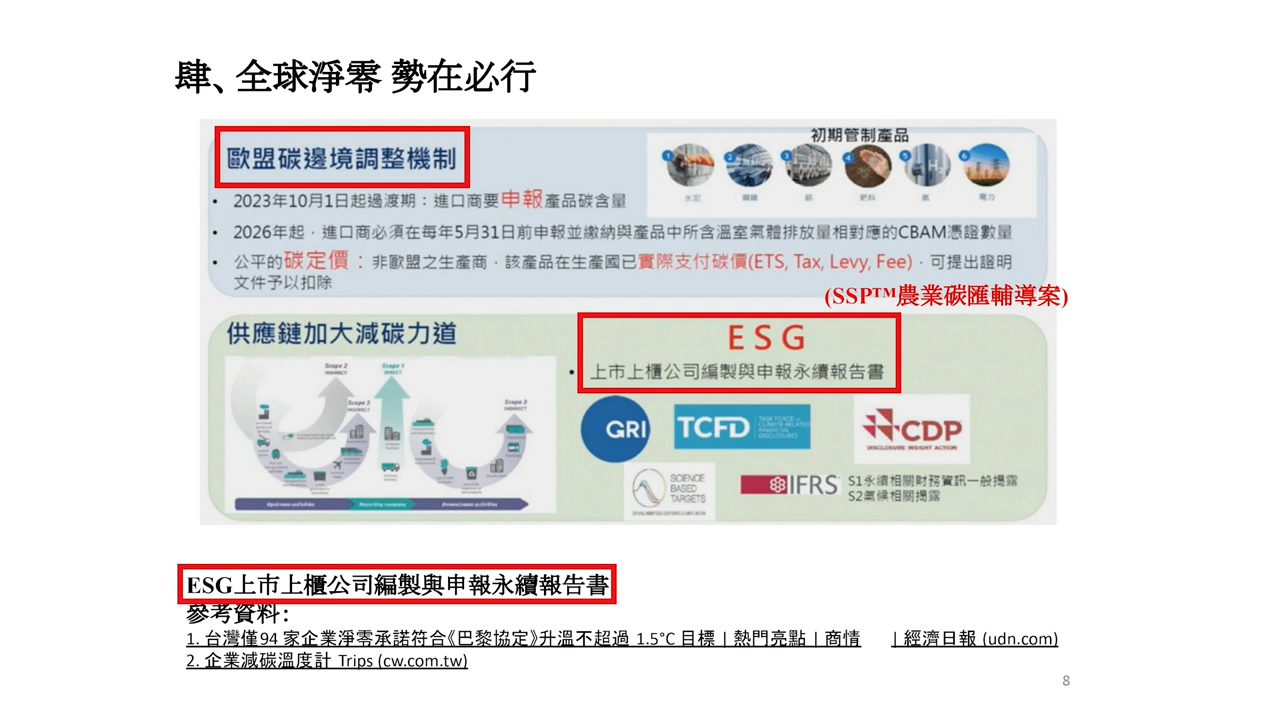 肆、全球淨零 勢在必行
歐盟碳邊境調整機制
初期管制產品
1 2 3 4 5 6
水泥 鋼鐵 鋁 肥料 氫 電力
• 2023年10月1日起過渡期：進口商要申報產品碳含量
• 2026年起，進口商必須在每年5月31日前申報並繳納與產品中所含溫室氣體排放量相對應的CBAM憑證數量
• 公平的碳定價：非歐盟之生產商，該產品在生產國已實際支付碳價(ETS, Tax, Levy, Fee)，可提出證明
文件予以扣除
(SSP™農業碳匯輔導案)
供應鏈加大減碳力道
ESG
• 上市上櫃公司編製與申報永續報告書
Scope 2
INDIRECT
Scope 1
DIRECT
Scope 3
INDIRECT
Scope 3
INDIRECT
Upstream activities
Reporting company
Downstream activities
GRI
TCFD
TASK FORCE on
CLIMATE-RELATED
FINANCIAL
DISCLOSURES
CDP
DISCLOSURE INSIGHT ACTION
SCIENCE
BASED
TARGETS
IFRS
S1永續相關財務資訊一般揭露
S2氣候相關揭露
ESG上市上櫃公司編製與申報永續報告書
參考資料：
1. 台灣僅94 家企業淨零承諾符合《巴黎協定》升溫不超過 1.5°C 目標 | 熱門亮點 | 商情 | 經濟日報 (udn.com)
2. 企業減碳溫度計 Trips (cw.com.tw)
8